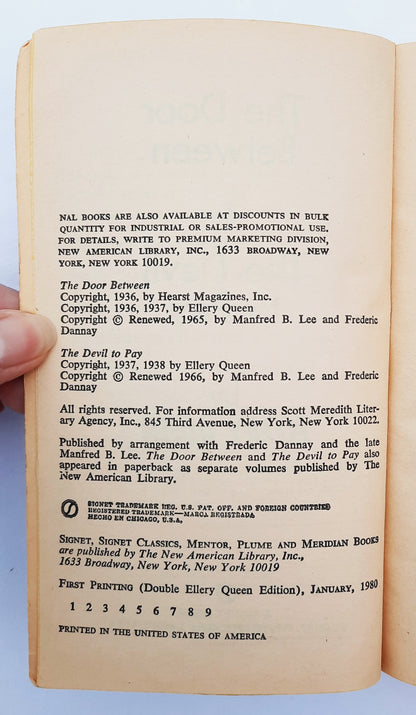 NAL BOOKS ARE ALSO AVAILABLE AT DISCOUNTS IN BULK
QUANTITY FOR INDUSTRIAL OR SALES-PROMOTIONAL USE.
FOR DETAILS, WRITE TO PREMIUM MARKETING DIVISION,
NEW AMERICAN LIBRARY, INC., 1633 BROADWAY, NEW
YORK, NEW YORK 10019.
The Door Between
Copyright, 1936, by Hearst Magazines, Inc.
Copyright, 1936, 1937, by Ellery Queen
Copyright © Renewed, 1965, by Manfred B. Lee and Frederic
Dannay
The Devil to Pay
Copyright, 1937, 1938 by Ellery Queen
Copyright © Renewed 1966, by Manfred B. Lee and Frederic
Dannay
All rights reserved. For information address Scott Meredith Liter-
ary Agency, Inc., 845 Third Avenue, New York, New York 10022.
Published by arrangement with Frederic Dannay and the late
Manfred B. Lee. The Door Between and The Devil to Pay also
appeared in paperback as separate volumes published by The
New American Library.
SIGNET TRADEMARK REG. U.S. PAT. OFF. AND FOREIGN COUNTRIES
REGISTERED TRADEMARK—MARCA REGISTRADA
HECHO EN CHICAGO, U.S.A.
SIGNET, SIGNET CLASSICS, MENTOR, PLUME AND MERIDIAN BOOKS
are published by The New American Library, Inc.,
1633 Broadway, New York, New York 10019
FIRST PRINTING (Double Ellery Queen Edition), JANUARY, 1980
1 2 3 4 5 6 7 8 9
PRINTED IN THE UNITED STATES OF AMERICA